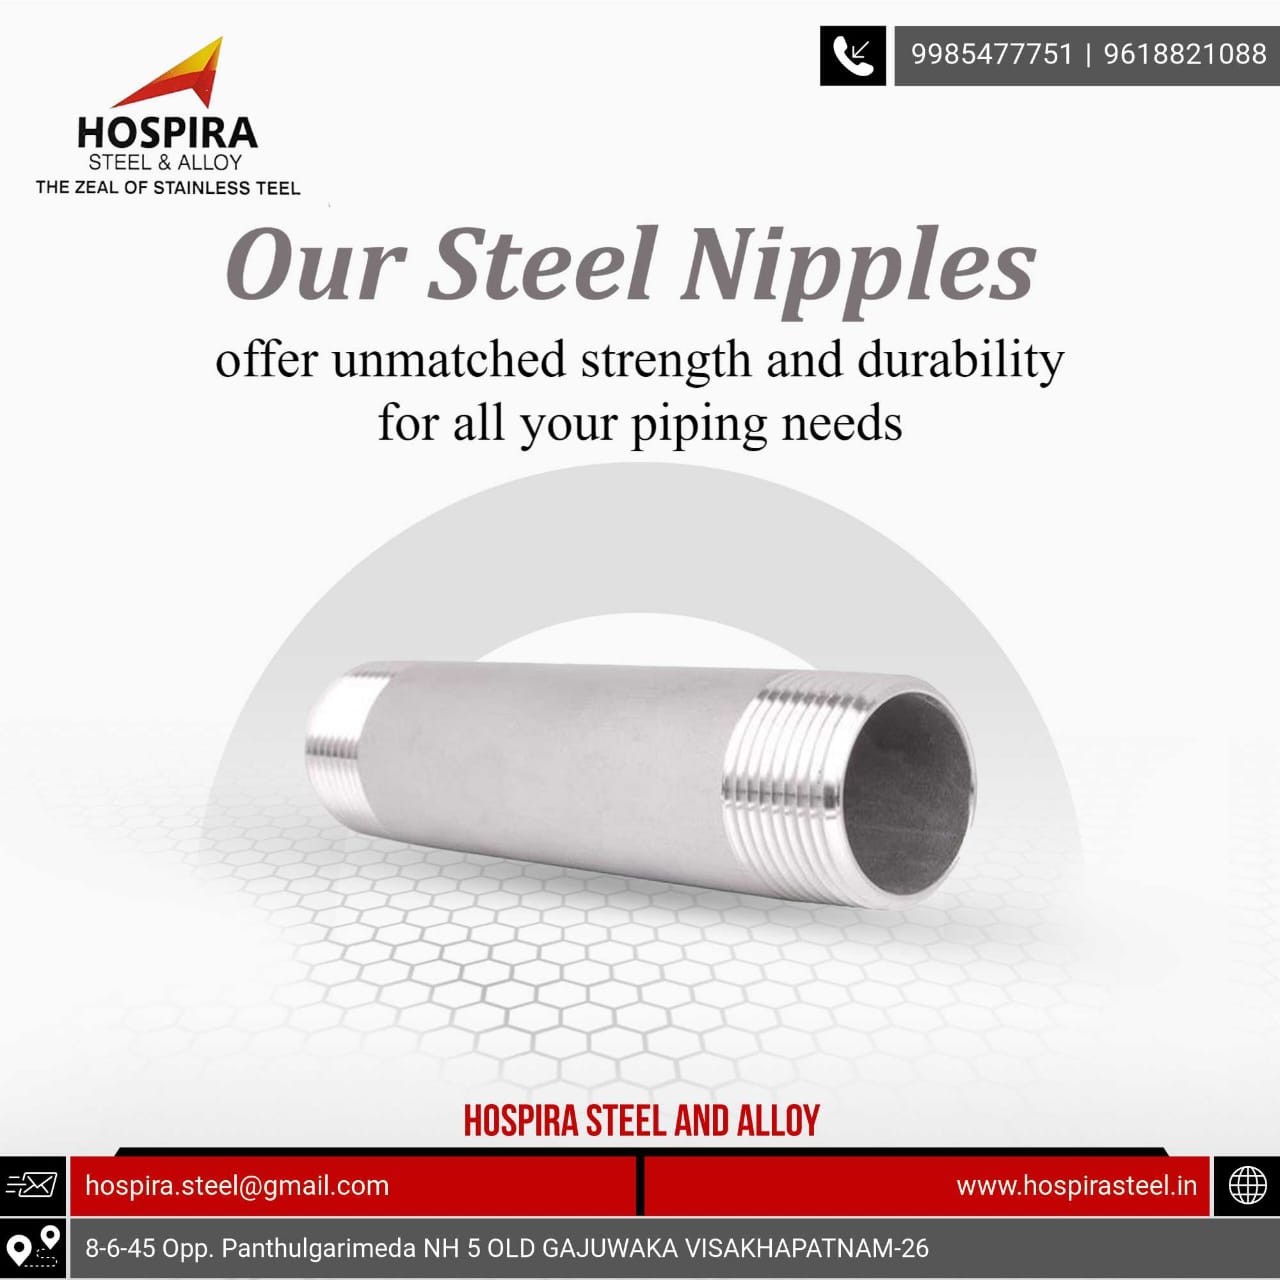 HOSPIRA
STEEL & ALLOY
THE ZEAL OF STAINLESS TEEL
9985477751 | 9618821088
Our Steel Nipples
offer unmatched strength and durability
for all your piping needs
HOSPIRA STEEL AND ALLOY
hospira.steel@gmail.com
www.hospirasteel.in
8-6-45 Opp. Panthulgarimeda NH 5 OLD GAJUWAKA VISAKHAPATNAM-26